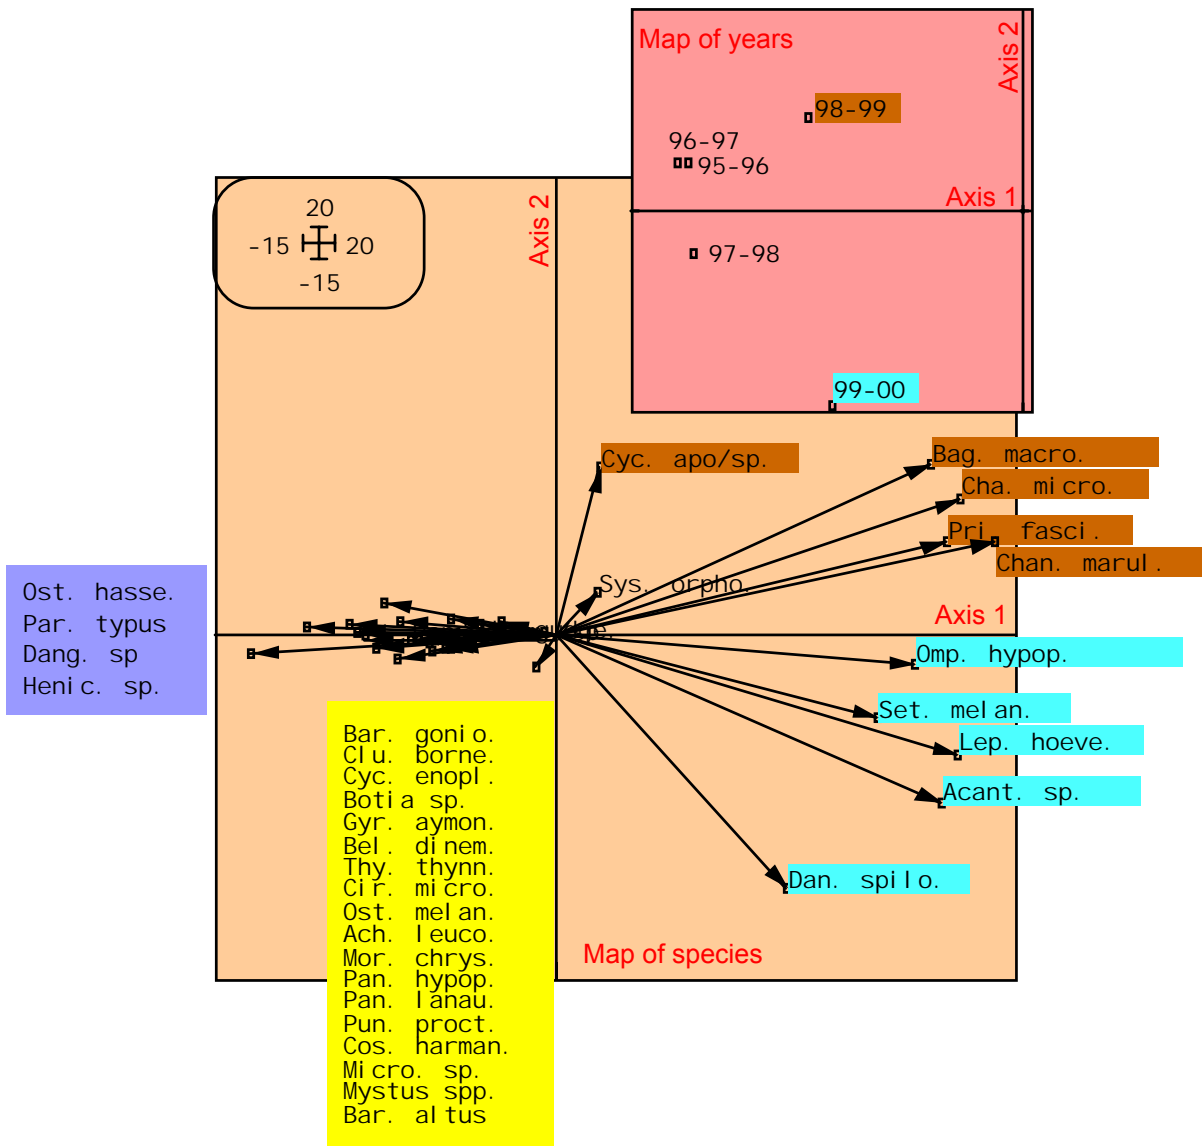 Map of years
Axis 2
98-99
96-97
95-96
Axis 1
97-98
99-00
20
-15 20
-15
Axis 2
Cyc. apo/sp.
Bag. macro.
Cha. micro.
Pri. fasci.
Chan. marul.
Sys. orpho.
Axis 1
Omp. hypop.
Set. melan.
Lep. hoeve.
Acant. sp.
Dan. spilo.
Map of species
Ost. hasse.
Par. typus
Dang. sp
Henic. sp.
Bar. gonio.
Clu. borne.
Cyc. enopl.
Botia sp.
Gyr. aymon.
Bel. dinem.
Thy. thynn.
Cir. micro.
Ost. melan.
Ach. leuco.
Mor. chrys.
Pan. hypop.
Pan. lanau.
Pun. proct.
Cos. harman.
Micro. sp.
Mystus spp.
Bar. altus